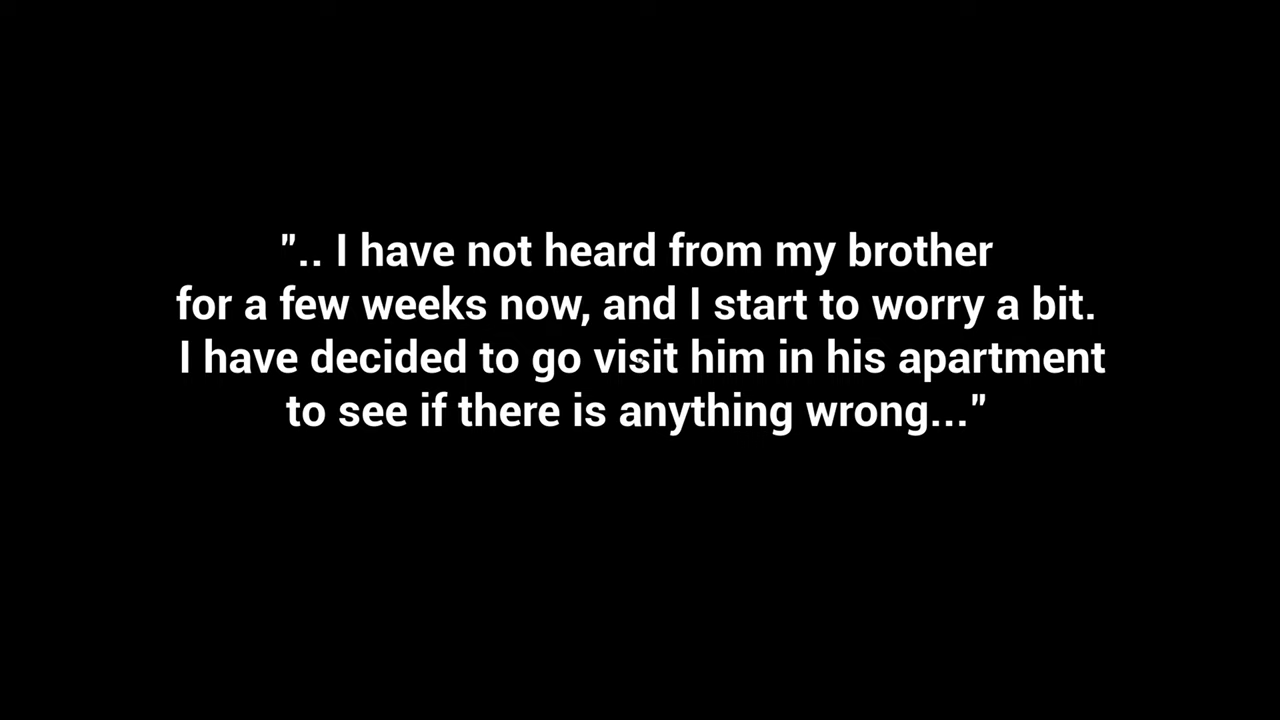 ".. I have not heard from my brother
for a few weeks now, and I start to worry a bit.
I have decided to go visit him in his apartment
to see if there is anything wrong..."